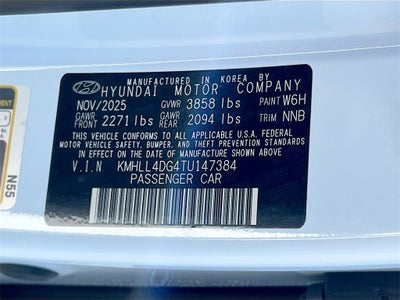 MANUFACTURED IN KOREA BY
HYUNDAI MOTOR COMPANY
NOV/2025 GVWR 3858 lbs PAINT W6H
GAWR FRONT 2271 lbs GAWR REAR 2094 lbs TRIM NNB
THIS VEHICLE CONFORMS TO ALL APPLICABLE U.S.A. FEDERAL
MOTOR VEHICLE SAFETY, BUMPER, AND THEFT PREVENTION
STANDARDS IN EFFECT ON THE DATE OF MANUFACTURE
SHOWN ABOVE.
V.I.N KMHLL4DG4TU147384
PASSENGER CAR
N55